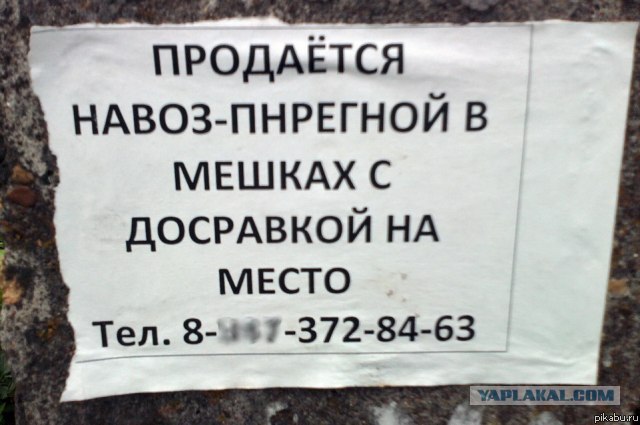 ПРОДАЁТСЯ
НАВОЗ-ПНРЕГНОЙ В
МЕШКАХ С
ДОСРАВКОЙ НА
МЕСТО
Тел. 8- -372-84-63
YAPLAKAL.COM
pikabu.ru